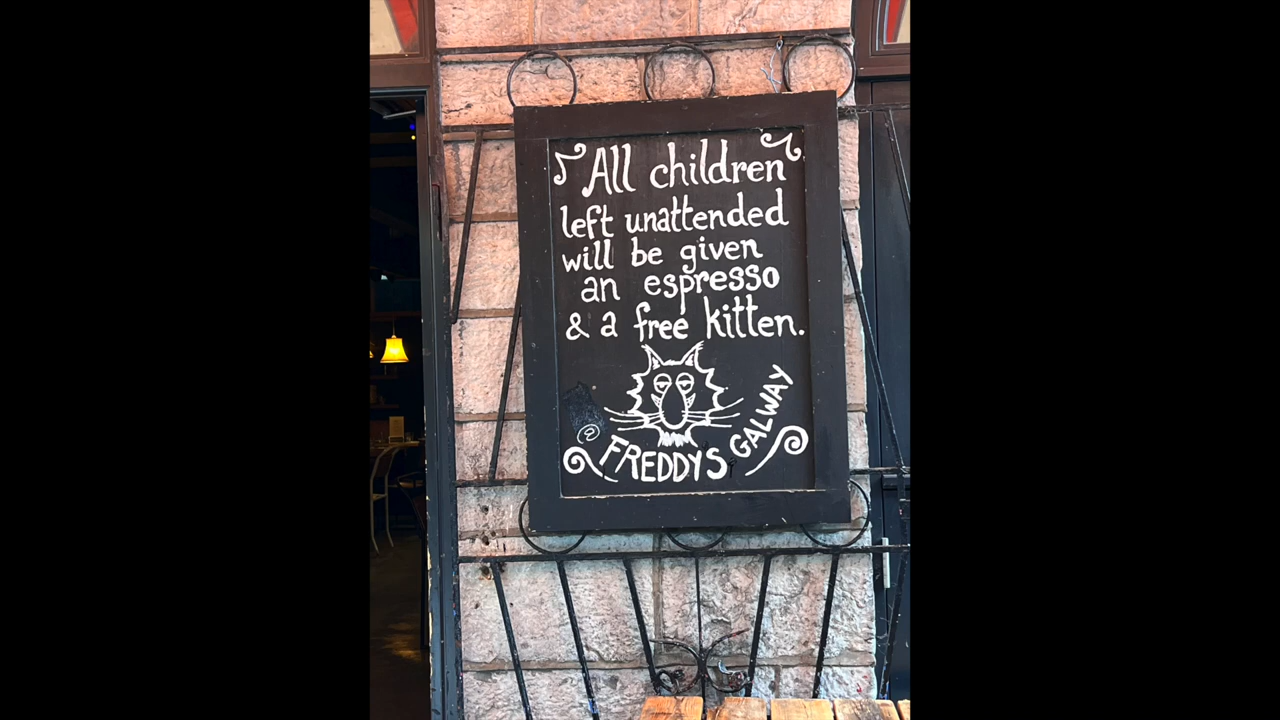 All children
left unattended
will be given
an espresso
& a free kitten.
@ FREDDYS GALWAY